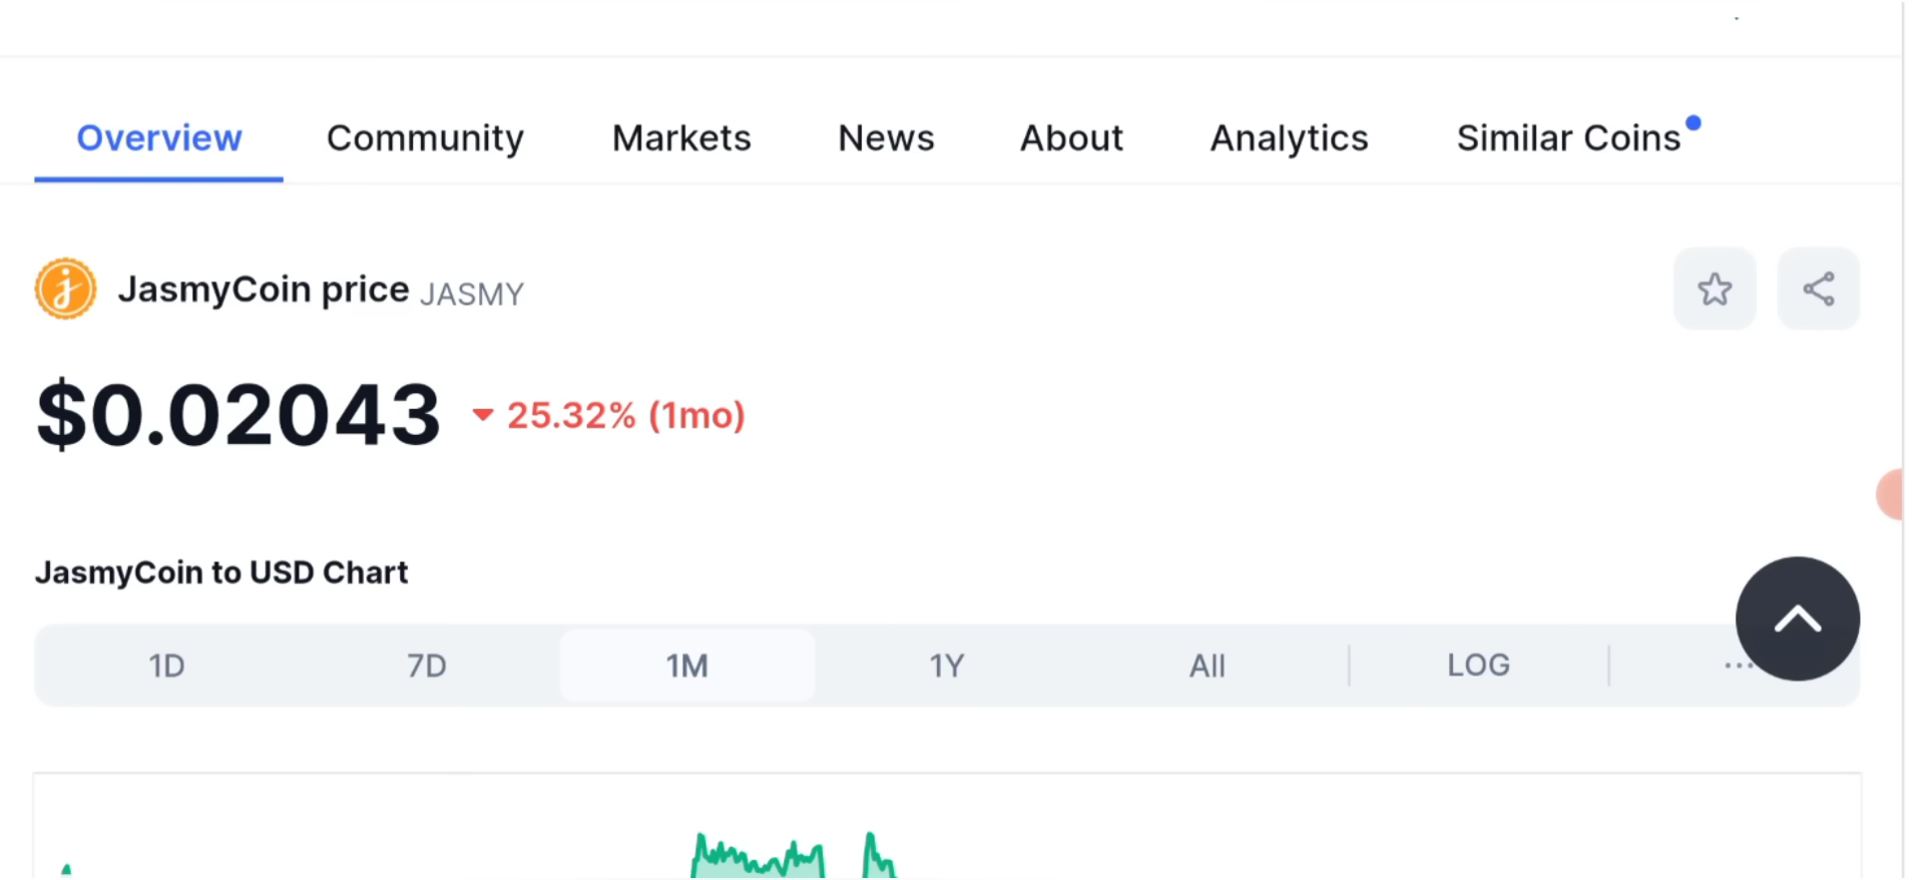 Overview Community Markets News About Analytics Similar Coins
JasmyCoin price JASMY
$0.02043 25.32% (1mo)
JasmyCoin to USD Chart
1D 7D 1M 1Y All LOG ...